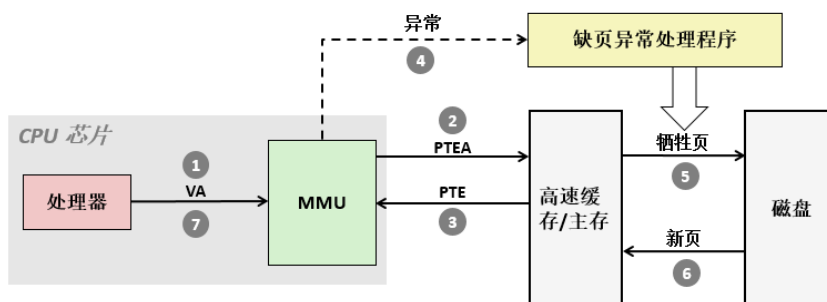 异常
4
缺页异常处理程序
CPU 芯片
处理器
1
VA
7
MMU
2
PTEA
PTE
3
高速缓
存/主存
牺牲页
5
新页
6
磁盘